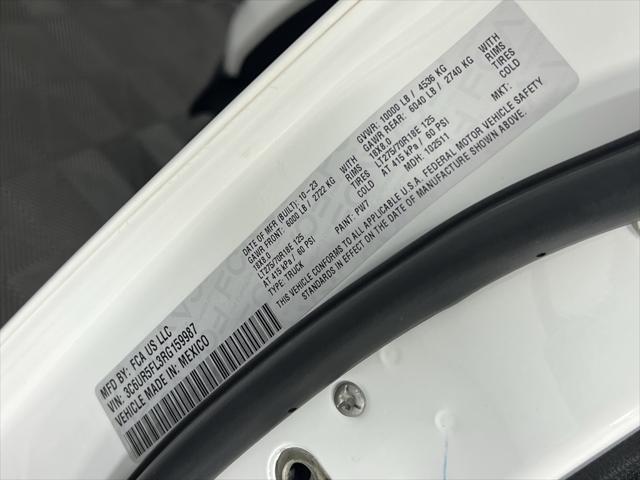 MFD BY: FCA US LLC
VIN: 3C6UR5FL3RG159987
VEHICLE MADE IN: MEXICO
DATE OF MFR (BUILT): 10-23
GAWR FRONT: 6000 LB / 2722 KG WITH
18X8.0 RIMS
LT275/70R18E 125 TIRES
AT 415 kPa / 60 PSI COLD
TYPE: TRUCK
PAINT: PW7
GVWR: 10000 LB / 4536 KG
GAWR REAR: 6040 LB / 2740 KG WITH
18X8.0 RIMS
LT275/70R18E 125 TIRES
AT 415 kPa / 60 PSI COLD
MDH: 102511 MKT:
THIS VEHICLE CONFORMS TO ALL APPLICABLE U.S.A. FEDERAL MOTOR VEHICLE SAFETY
STANDARDS IN EFFECT ON THE DATE OF MANUFACTURE SHOWN ABOVE.